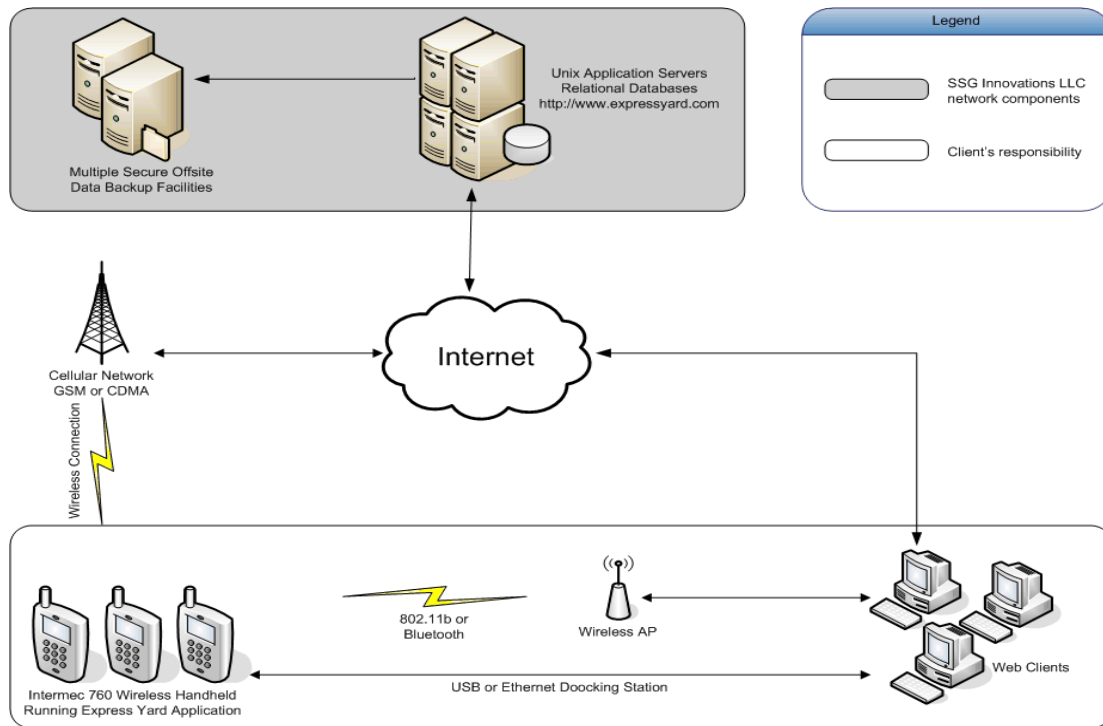 Legend
Unix Application Servers
Relational Databases
http://www.expressyard.com
SSG Innovations LLC
network components
Client's responsibility
Multiple Secure Offsite
Data Backup Facilities
Internet
Cellular Network
GSM or CDMA
Wireless Connection
802.11b or
Bluetooth
Wireless AP
Web Clients
USB or Ethernet Doocking Station
Intermec 760 Wireless Handheld
Running Express Yard Application